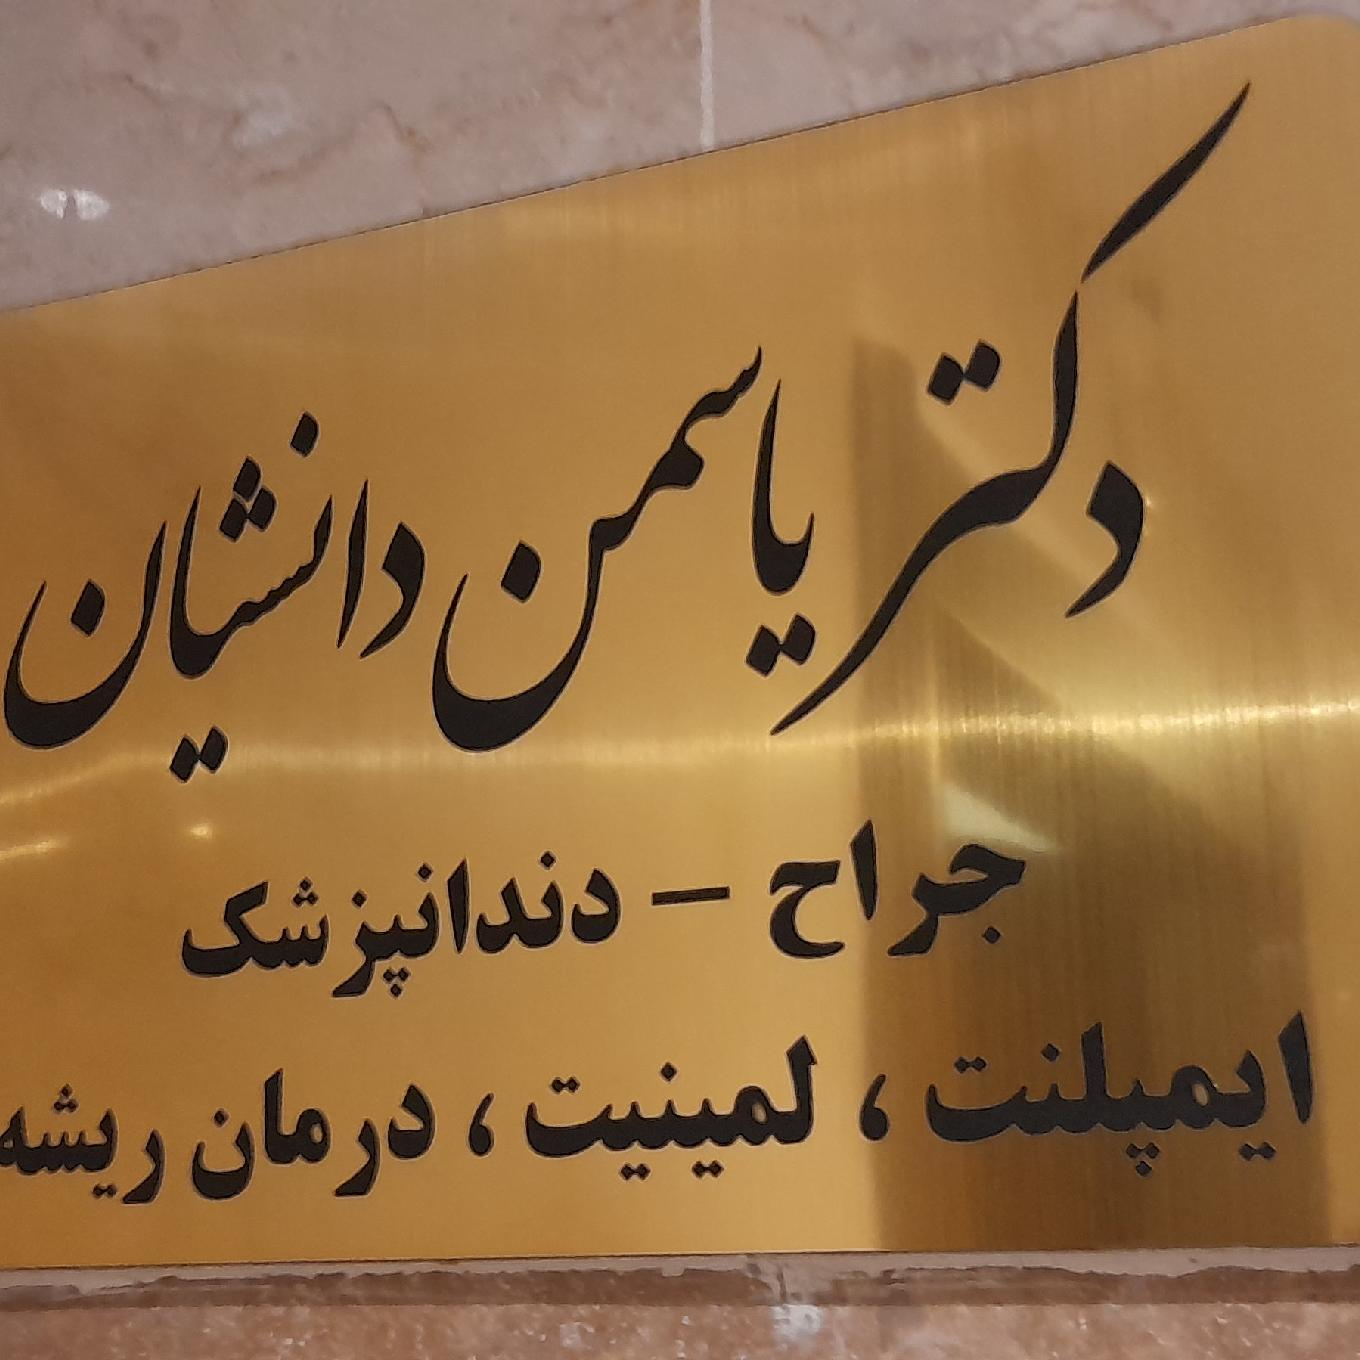 دکتر یاسمن دانشیان
جراح – دندانپزشک
ایمپلنت ، لمینیت ، درمان ریشه